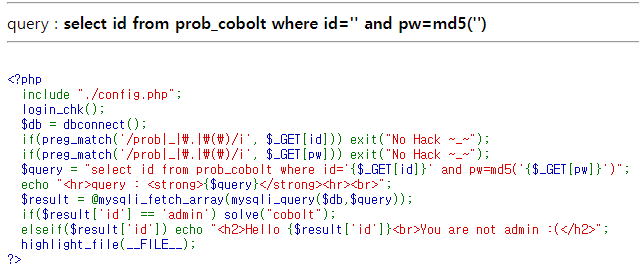 query : select id from prob_cobolt where id='' and pw=md5('')
<?php
  include "./config.php";
  login_chk();
  $db = dbconnect();
  if(preg_match('/prob|_|₩.|₩(₩)/i', $_GET[id])) exit("No Hack ~_~");
  if(preg_match('/prob|_|₩.|₩(₩)/i', $_GET[pw])) exit("No Hack ~_~");
  $query = "select id from prob_cobolt where id='{$_GET[id]}' and pw=md5('{$_GET[pw]}')";
  echo "<hr>query : <strong>{$query}</strong><hr><br>";
  $result = @mysqli_fetch_array(mysqli_query($db,$query));
  if($result['id'] == 'admin') solve("cobolt");
  elseif($result['id']) echo "<h2>Hello {$result['id']}<br>You are not admin :(</h2>";
  highlight_file(__FILE__);
?>